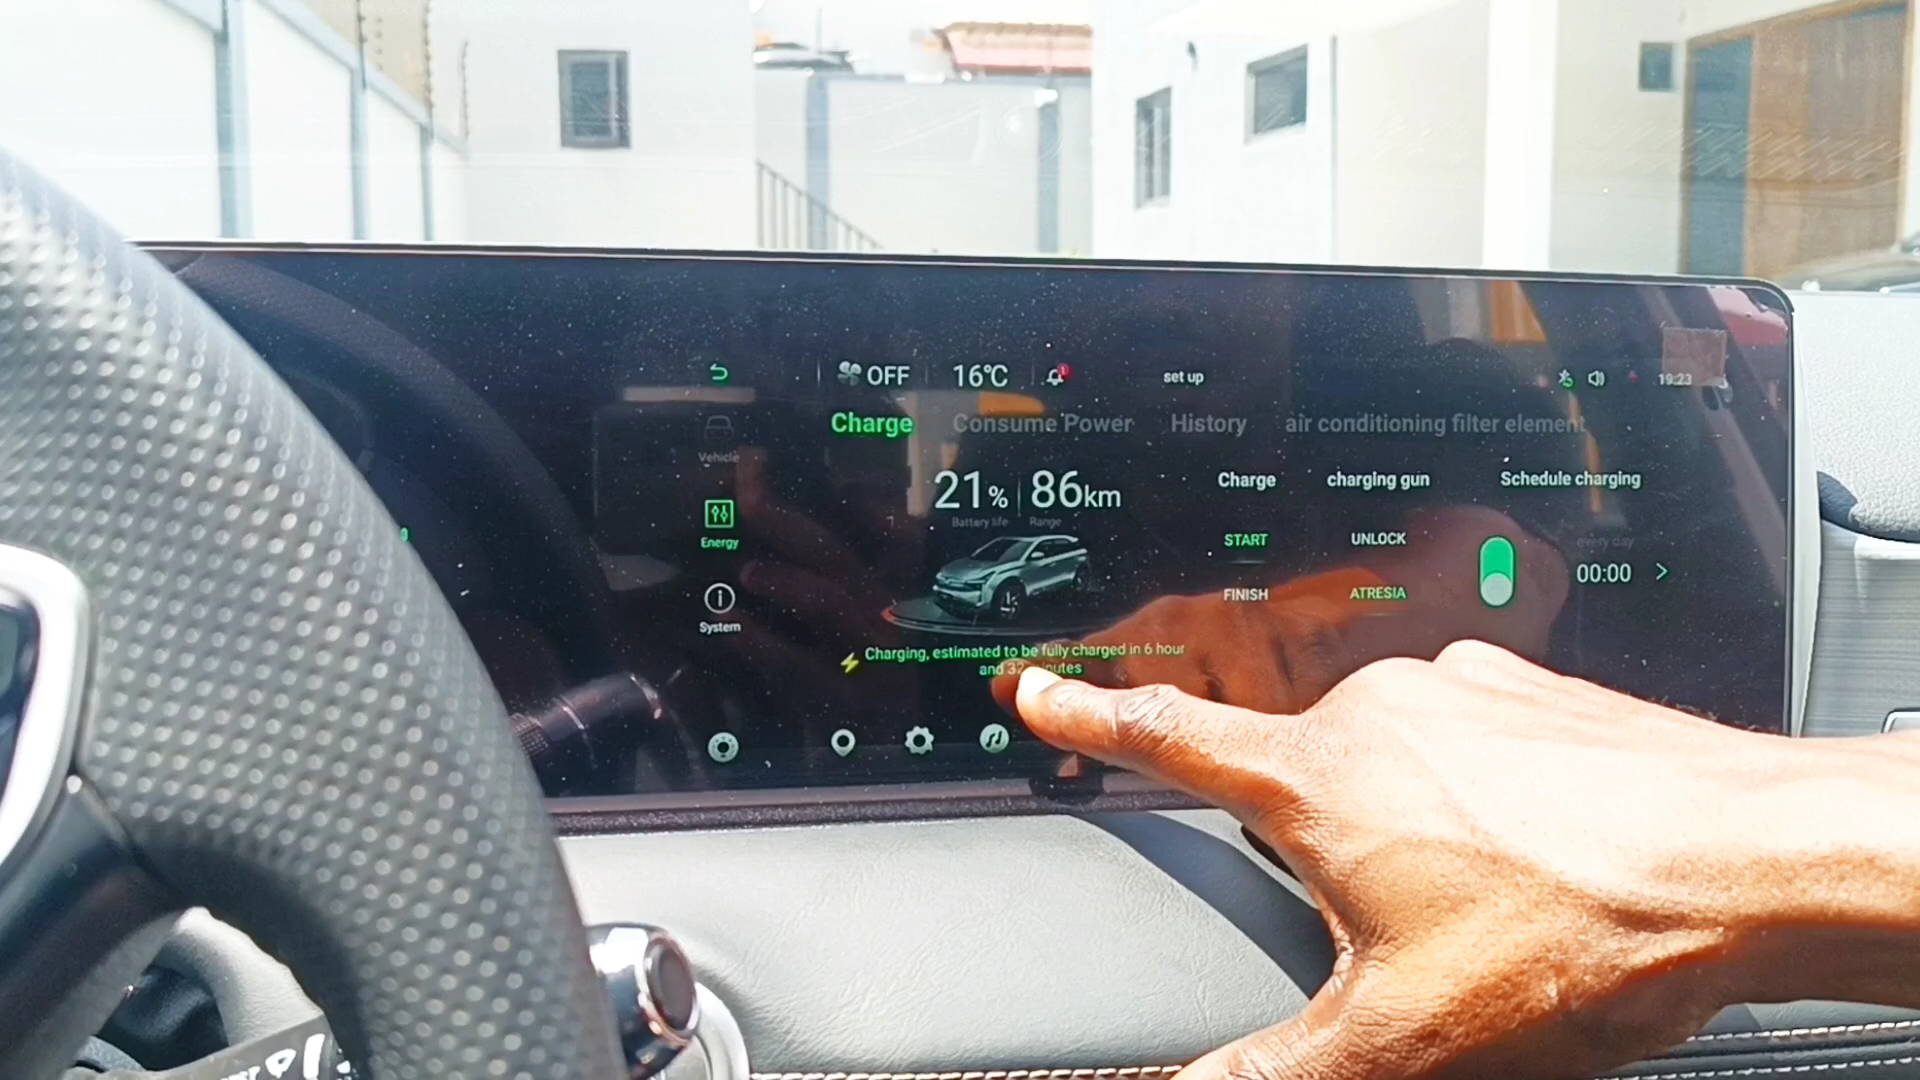 OFF 16℃ 1 set up 19:23
Charge Consume Power History air conditioning filter element
Vehicle
Energy
System
21% 86km
Battery life Range
Charge charging gun Schedule charging
START UNLOCK every day
00:00 >
FINISH ATRESIA
Charging, estimated to be fully charged in 6 hour
and